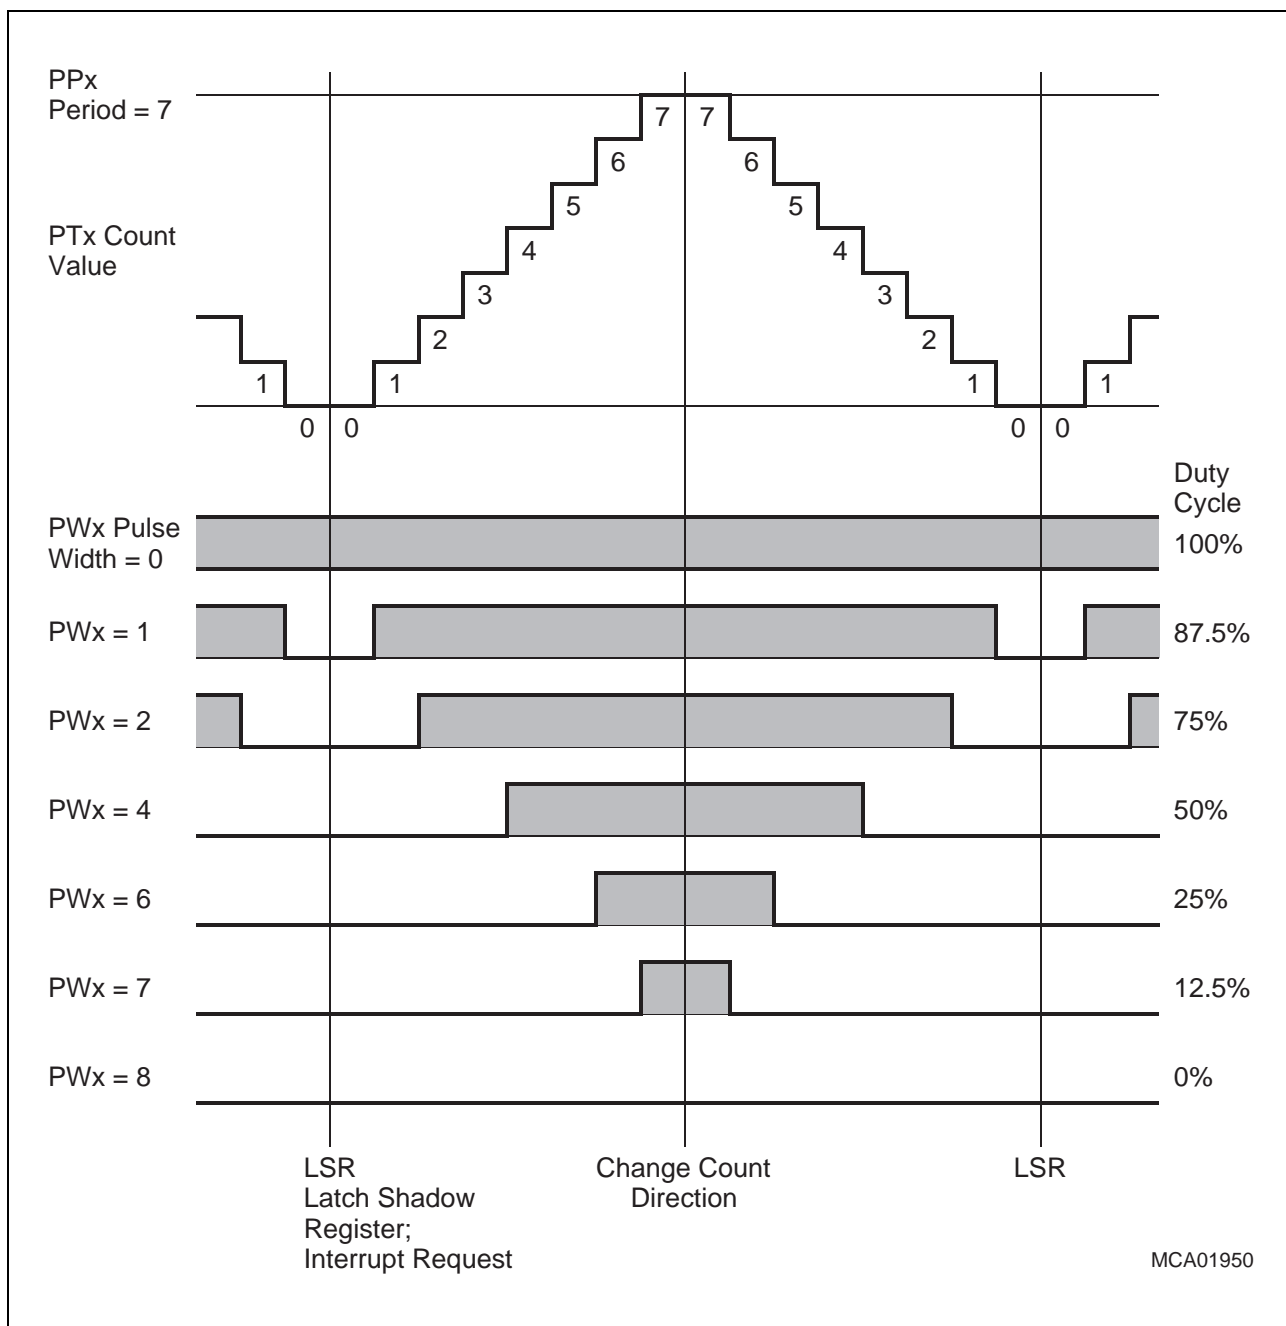 PPx
Period = 7
7 7
6 6
5 5
PTx Count
Value
4 4
3 3
2 2
1 1 1 1
0 0 0 0
Duty
Cycle
PWx Pulse
Width = 0
100%
PWx = 1 87.5%
PWx = 2 75%
PWx = 4 50%
PWx = 6 25%
PWx = 7 12.5%
PWx = 8 0%
LSR
Latch Shadow
Register;
Interrupt Request
Change Count
Direction
LSR
MCA01950